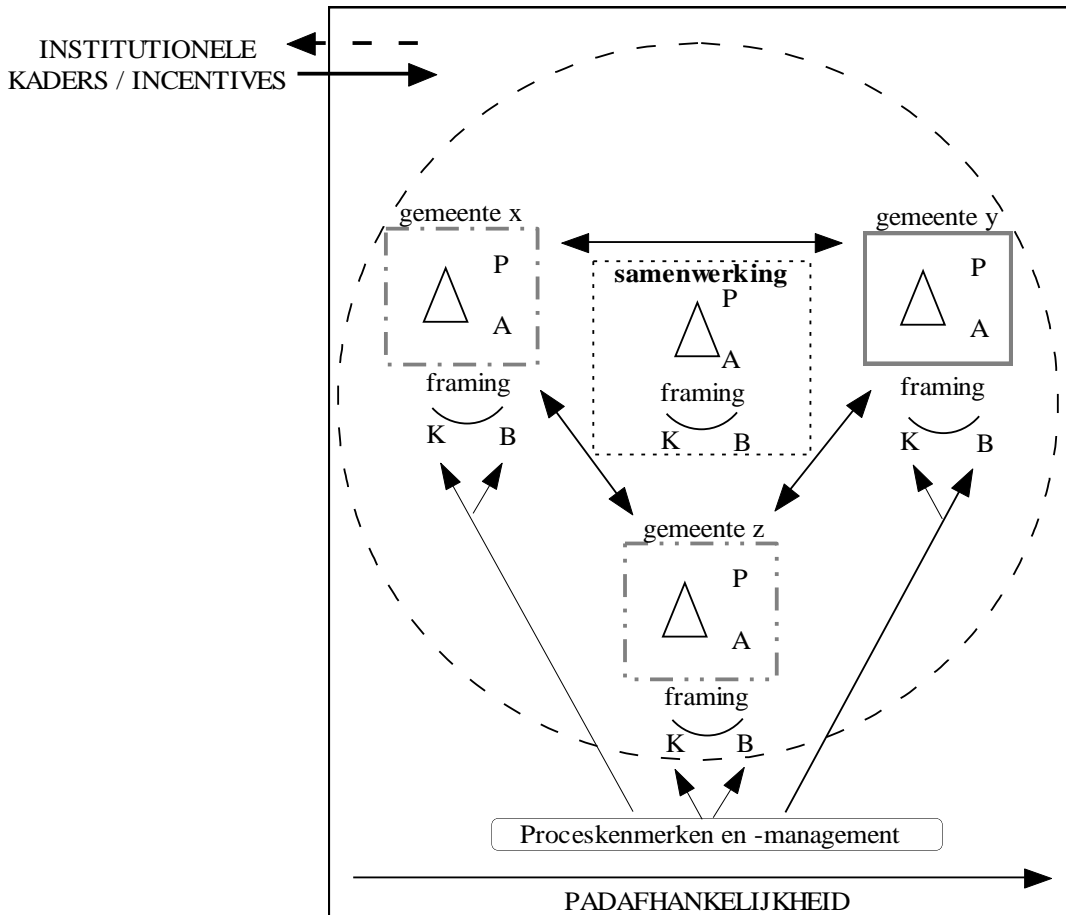 INSTITUTIONELE
KADERS / INCENTIVES
gemeente x
P
A
framing
K B
samenwerking
P
A
framing
K B
gemeente y
P
A
framing
K B
gemeente z
P
A
framing
K B
Proceskenmerken en -management
PADAFHANKELIJKHEID